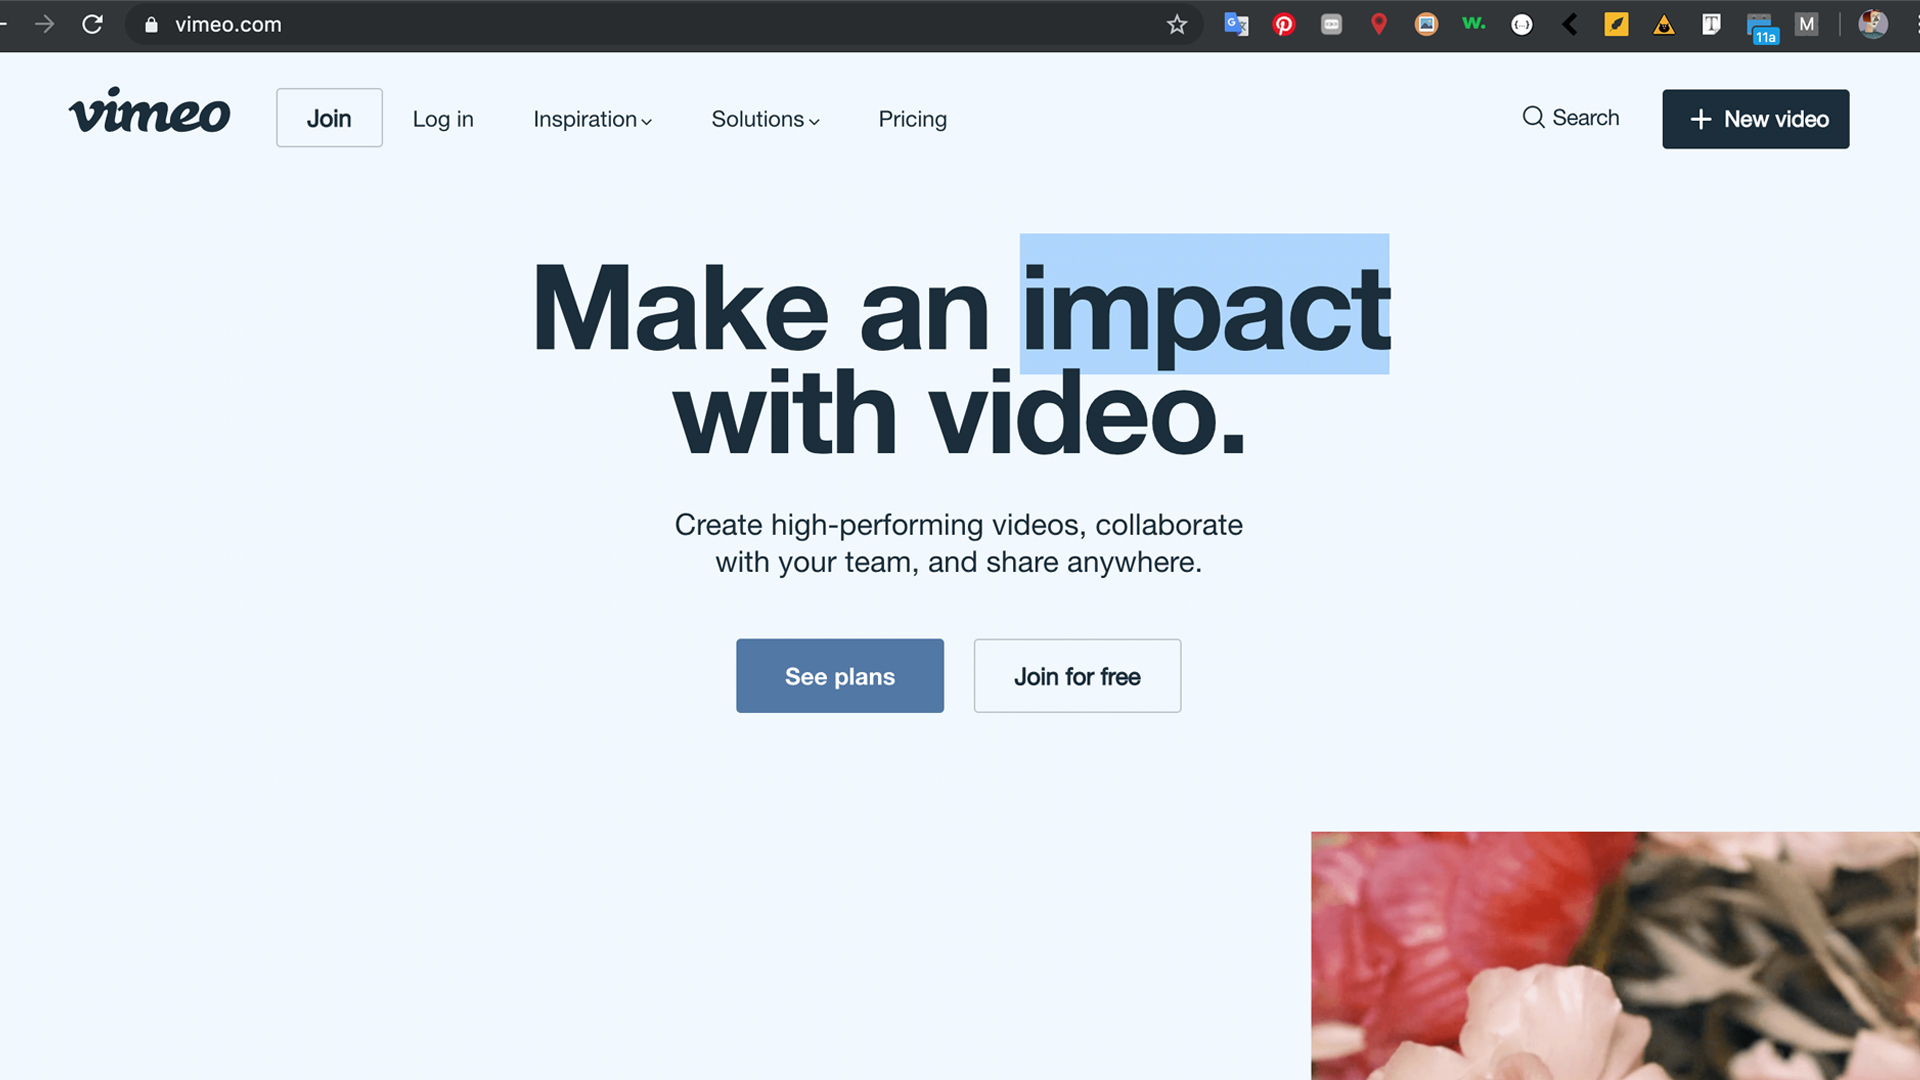 vimeo.com
W.
T
11a
M
vimeo
Join
Log in
Inspiration
Solutions
Pricing
Search
New video
Make an impact
with video.
Create high-performing videos, collaborate
with your team, and share anywhere.
See plans
Join for free